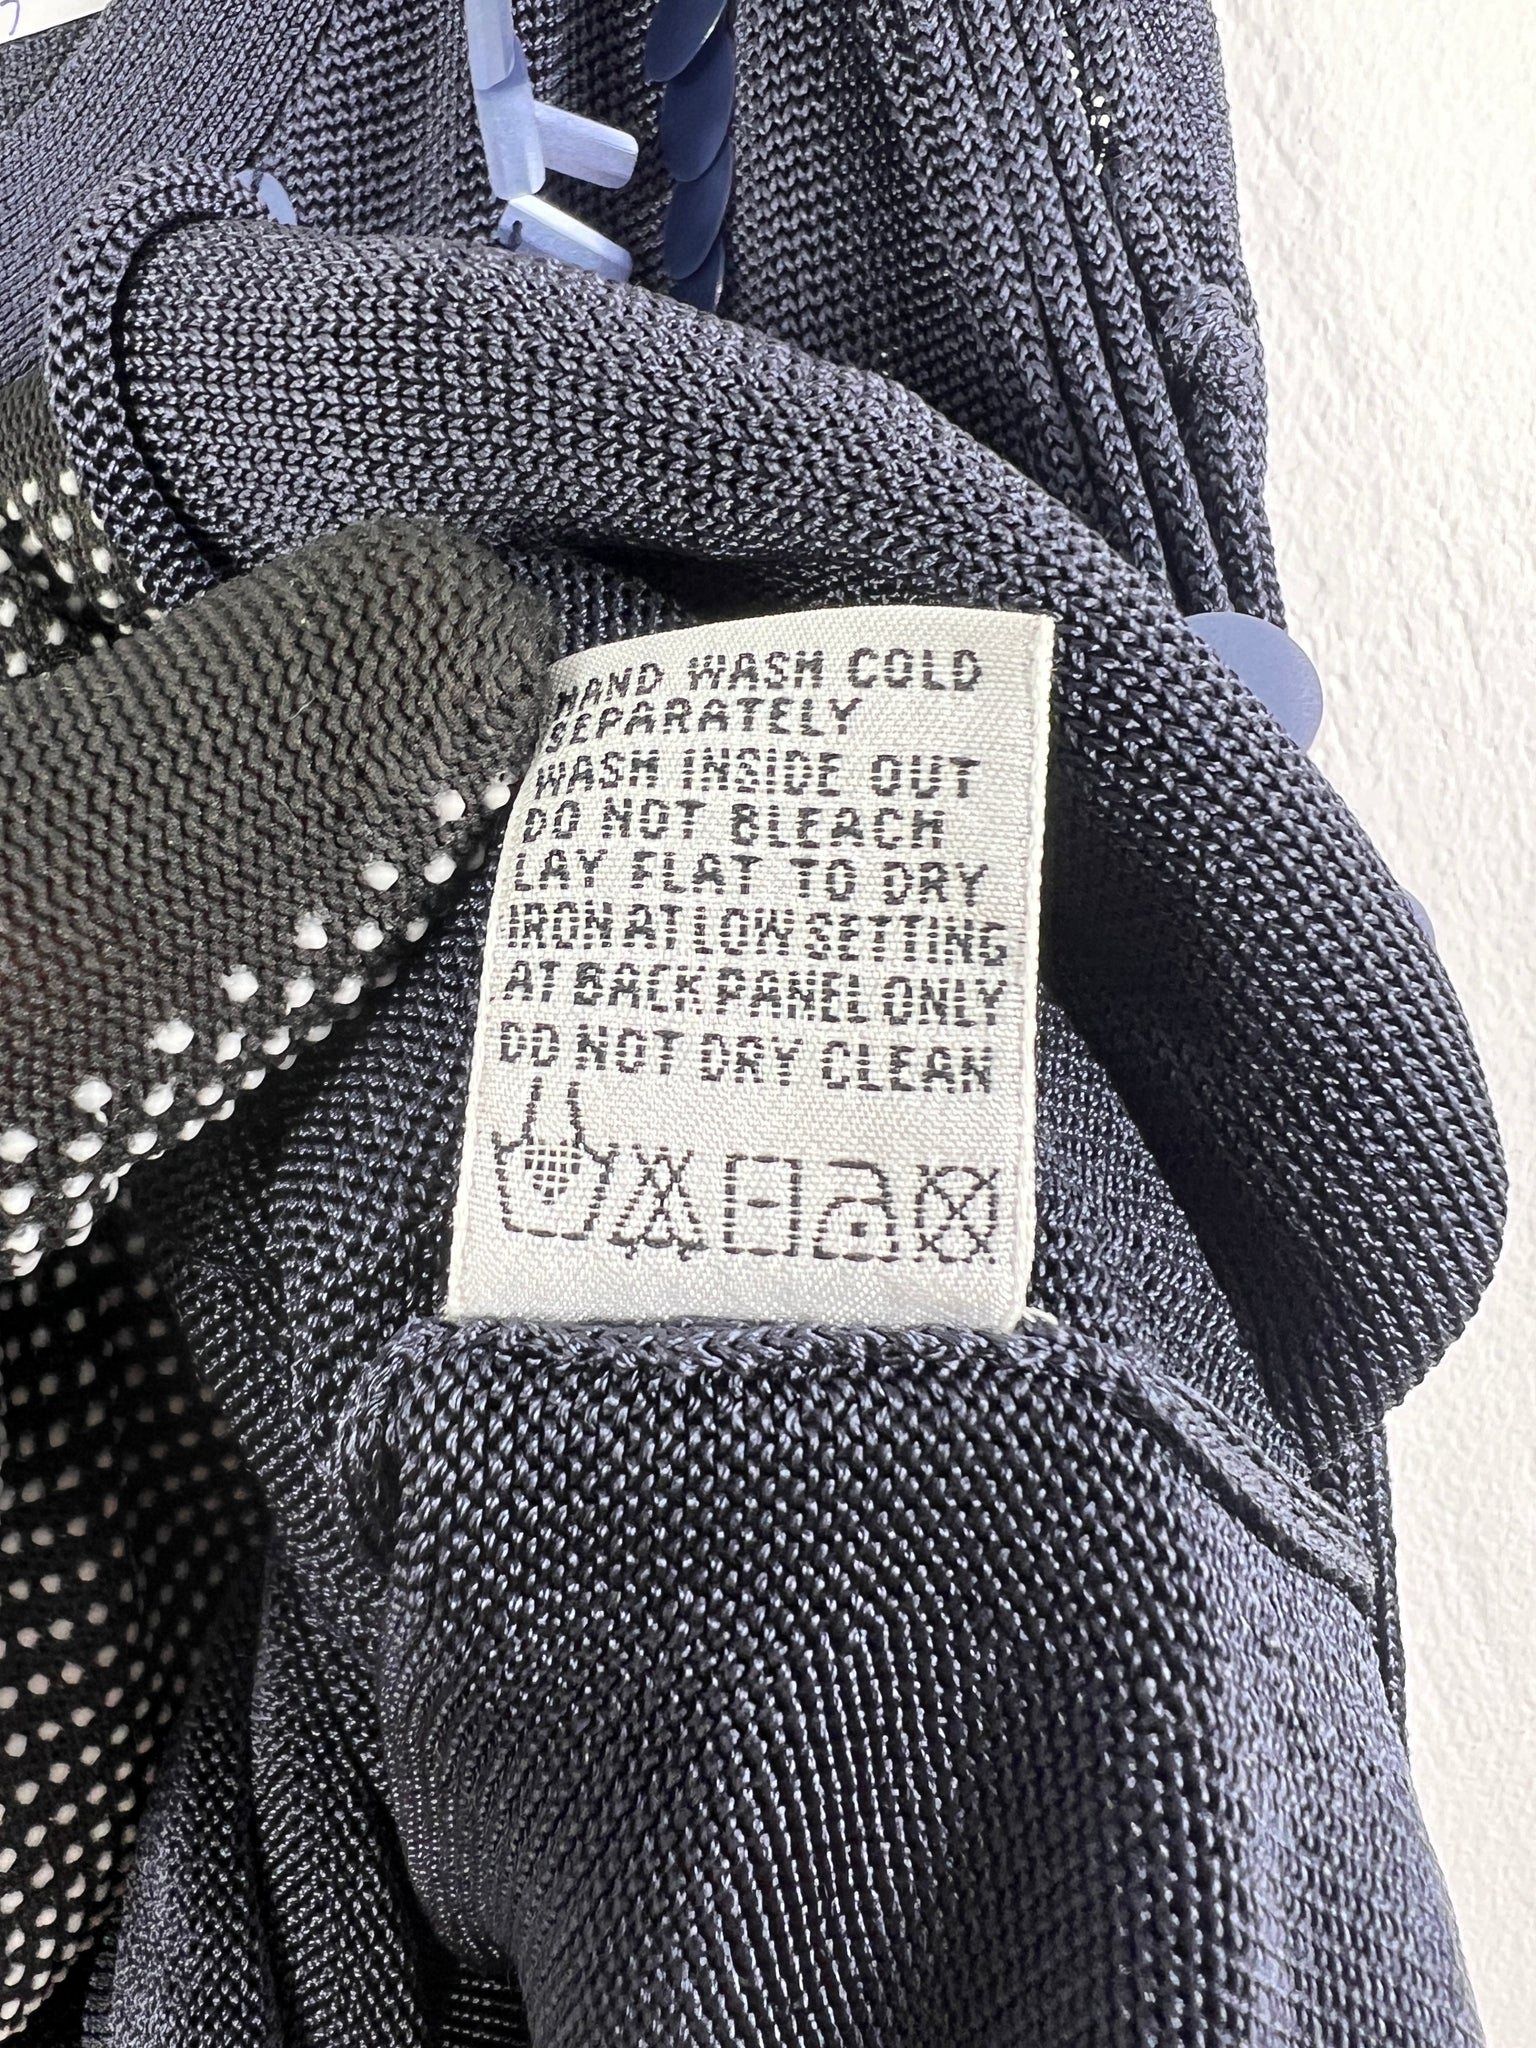 HAND WASH COLD
SEPARATELY
WASH INSIDE OUT
DO NOT BLEACH
LAY FLAT TO DRY
IRON AT LOW SETTING
AT BACK PANEL ONLY
DO NOT DRY CLEAN